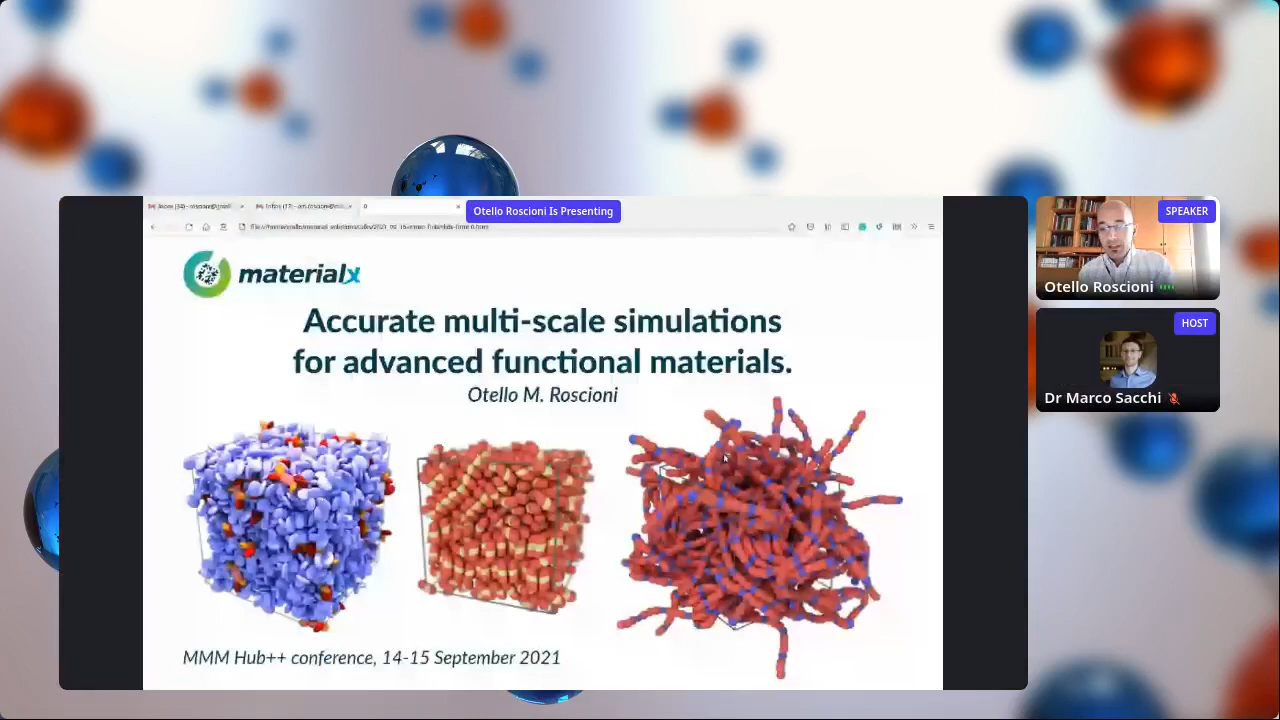 Otello Roscioni Is Presenting
SPEAKER
Otello Roscioni
HOST
Dr Marco Sacchi
materialx
Accurate multi-scale simulations
for advanced functional materials.
Otello M. Roscioni
MMM Hub++ conference, 14-15 September 2021